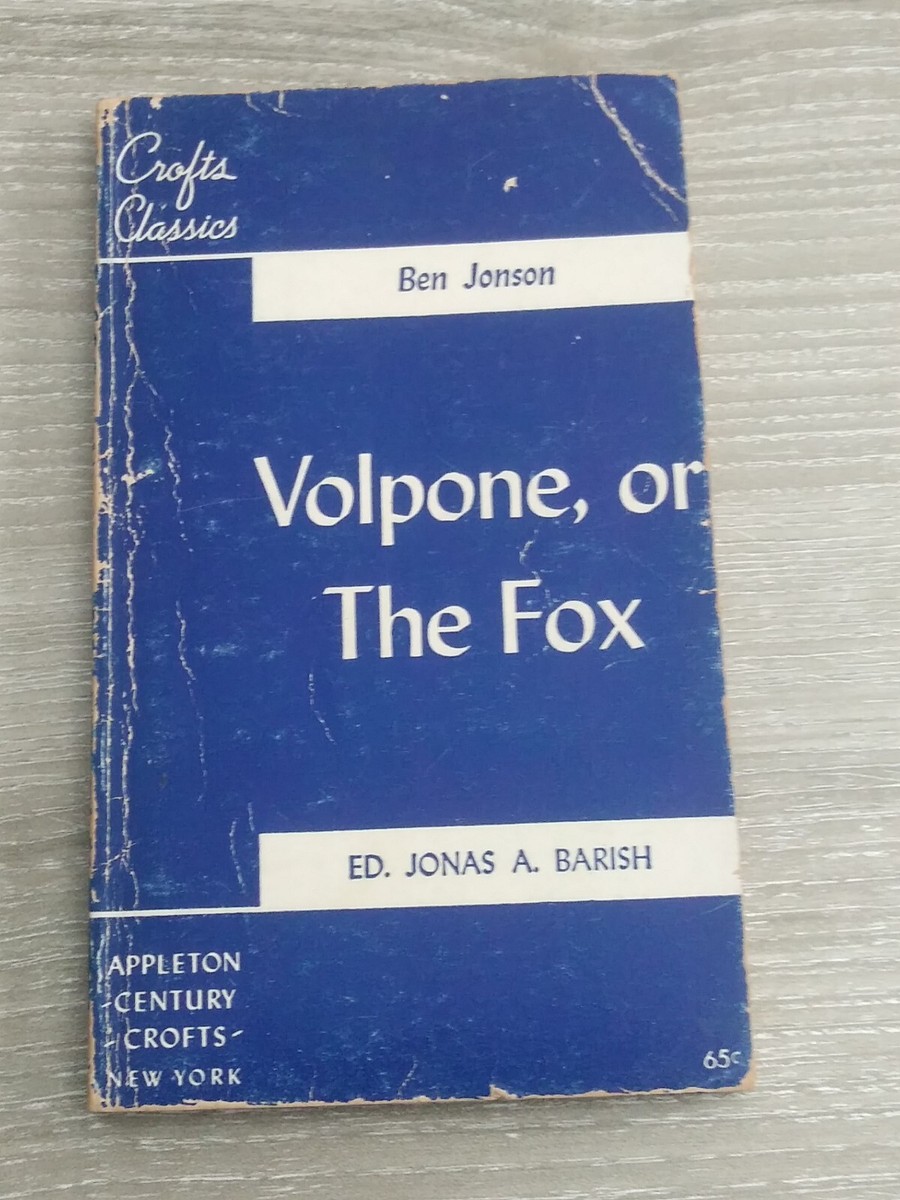 Crofts
Classics
Ben Jonson
Volpone, or
The Fox
ED. JONAS A. BARISH
APPLETON
-CENTURY
-CROFTS-
NEW YORK
65c